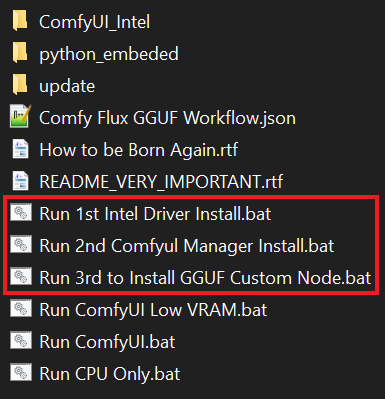 ComfyUI_Intel
python_embeded
update
Comfy Flux GGUF Workflow.json
How to be Born Again.rtf
README_VERY_IMPORTANT.rtf
Run 1st Intel Driver Install.bat
Run 2nd Comfyul Manager Install.bat
Run 3rd to Install GGUF Custom Node.bat
Run ComfyUI Low VRAM.bat
Run ComfyUI.bat
Run CPU Only.bat